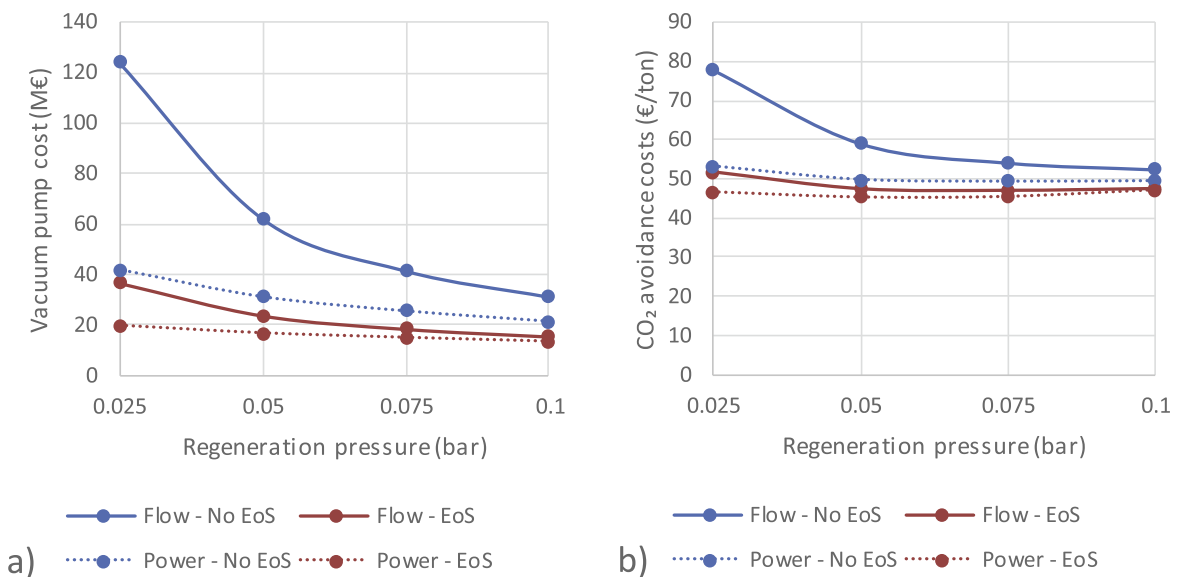 140
120
100
80
60
40
20
0
Vacuum pump cost (M€)
0.025 0.05 0.075 0.1
Regeneration pressure (bar)
Flow - No EoS Flow - EoS
Power - No EoS Power - EoS
a)
90
80
70
60
50
40
30
20
10
0
CO₂ avoidance costs (€/ton)
0.025 0.05 0.075 0.1
Regeneration pressure (bar)
Flow - No EoS Flow - EoS
Power - No EoS Power - EoS
b)